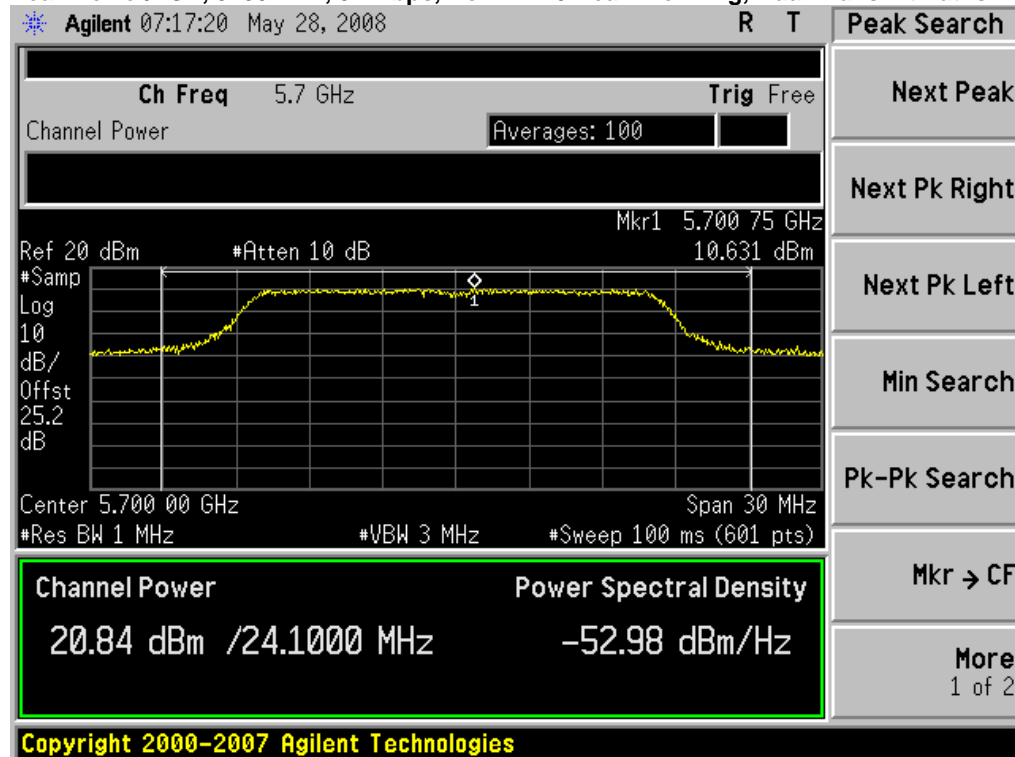 Agilent 07:17:20 May 28, 2008 R T Peak Search
Ch Freq 5.7 GHz Trig Free
Channel Power Averages: 100
Mkr1 5.700 75 GHz
Ref 20 dBm #Atten 10 dB 10.631 dBm
#Samp
Log
10
dB/
Offst
25.2
dB
1
Center 5.700 00 GHz Span 30 MHz
#Res BW 1 MHz #VBW 3 MHz #Sweep 100 ms (601 pts)
Channel Power Power Spectral Density
20.84 dBm /24.1000 MHz -52.98 dBm/Hz
Next Peak
Next Pk Right
Next Pk Left
Min Search
Pk-Pk Search
Mkr → CF
More
1 of 2
Copyright 2000-2007 Agilent Technologies